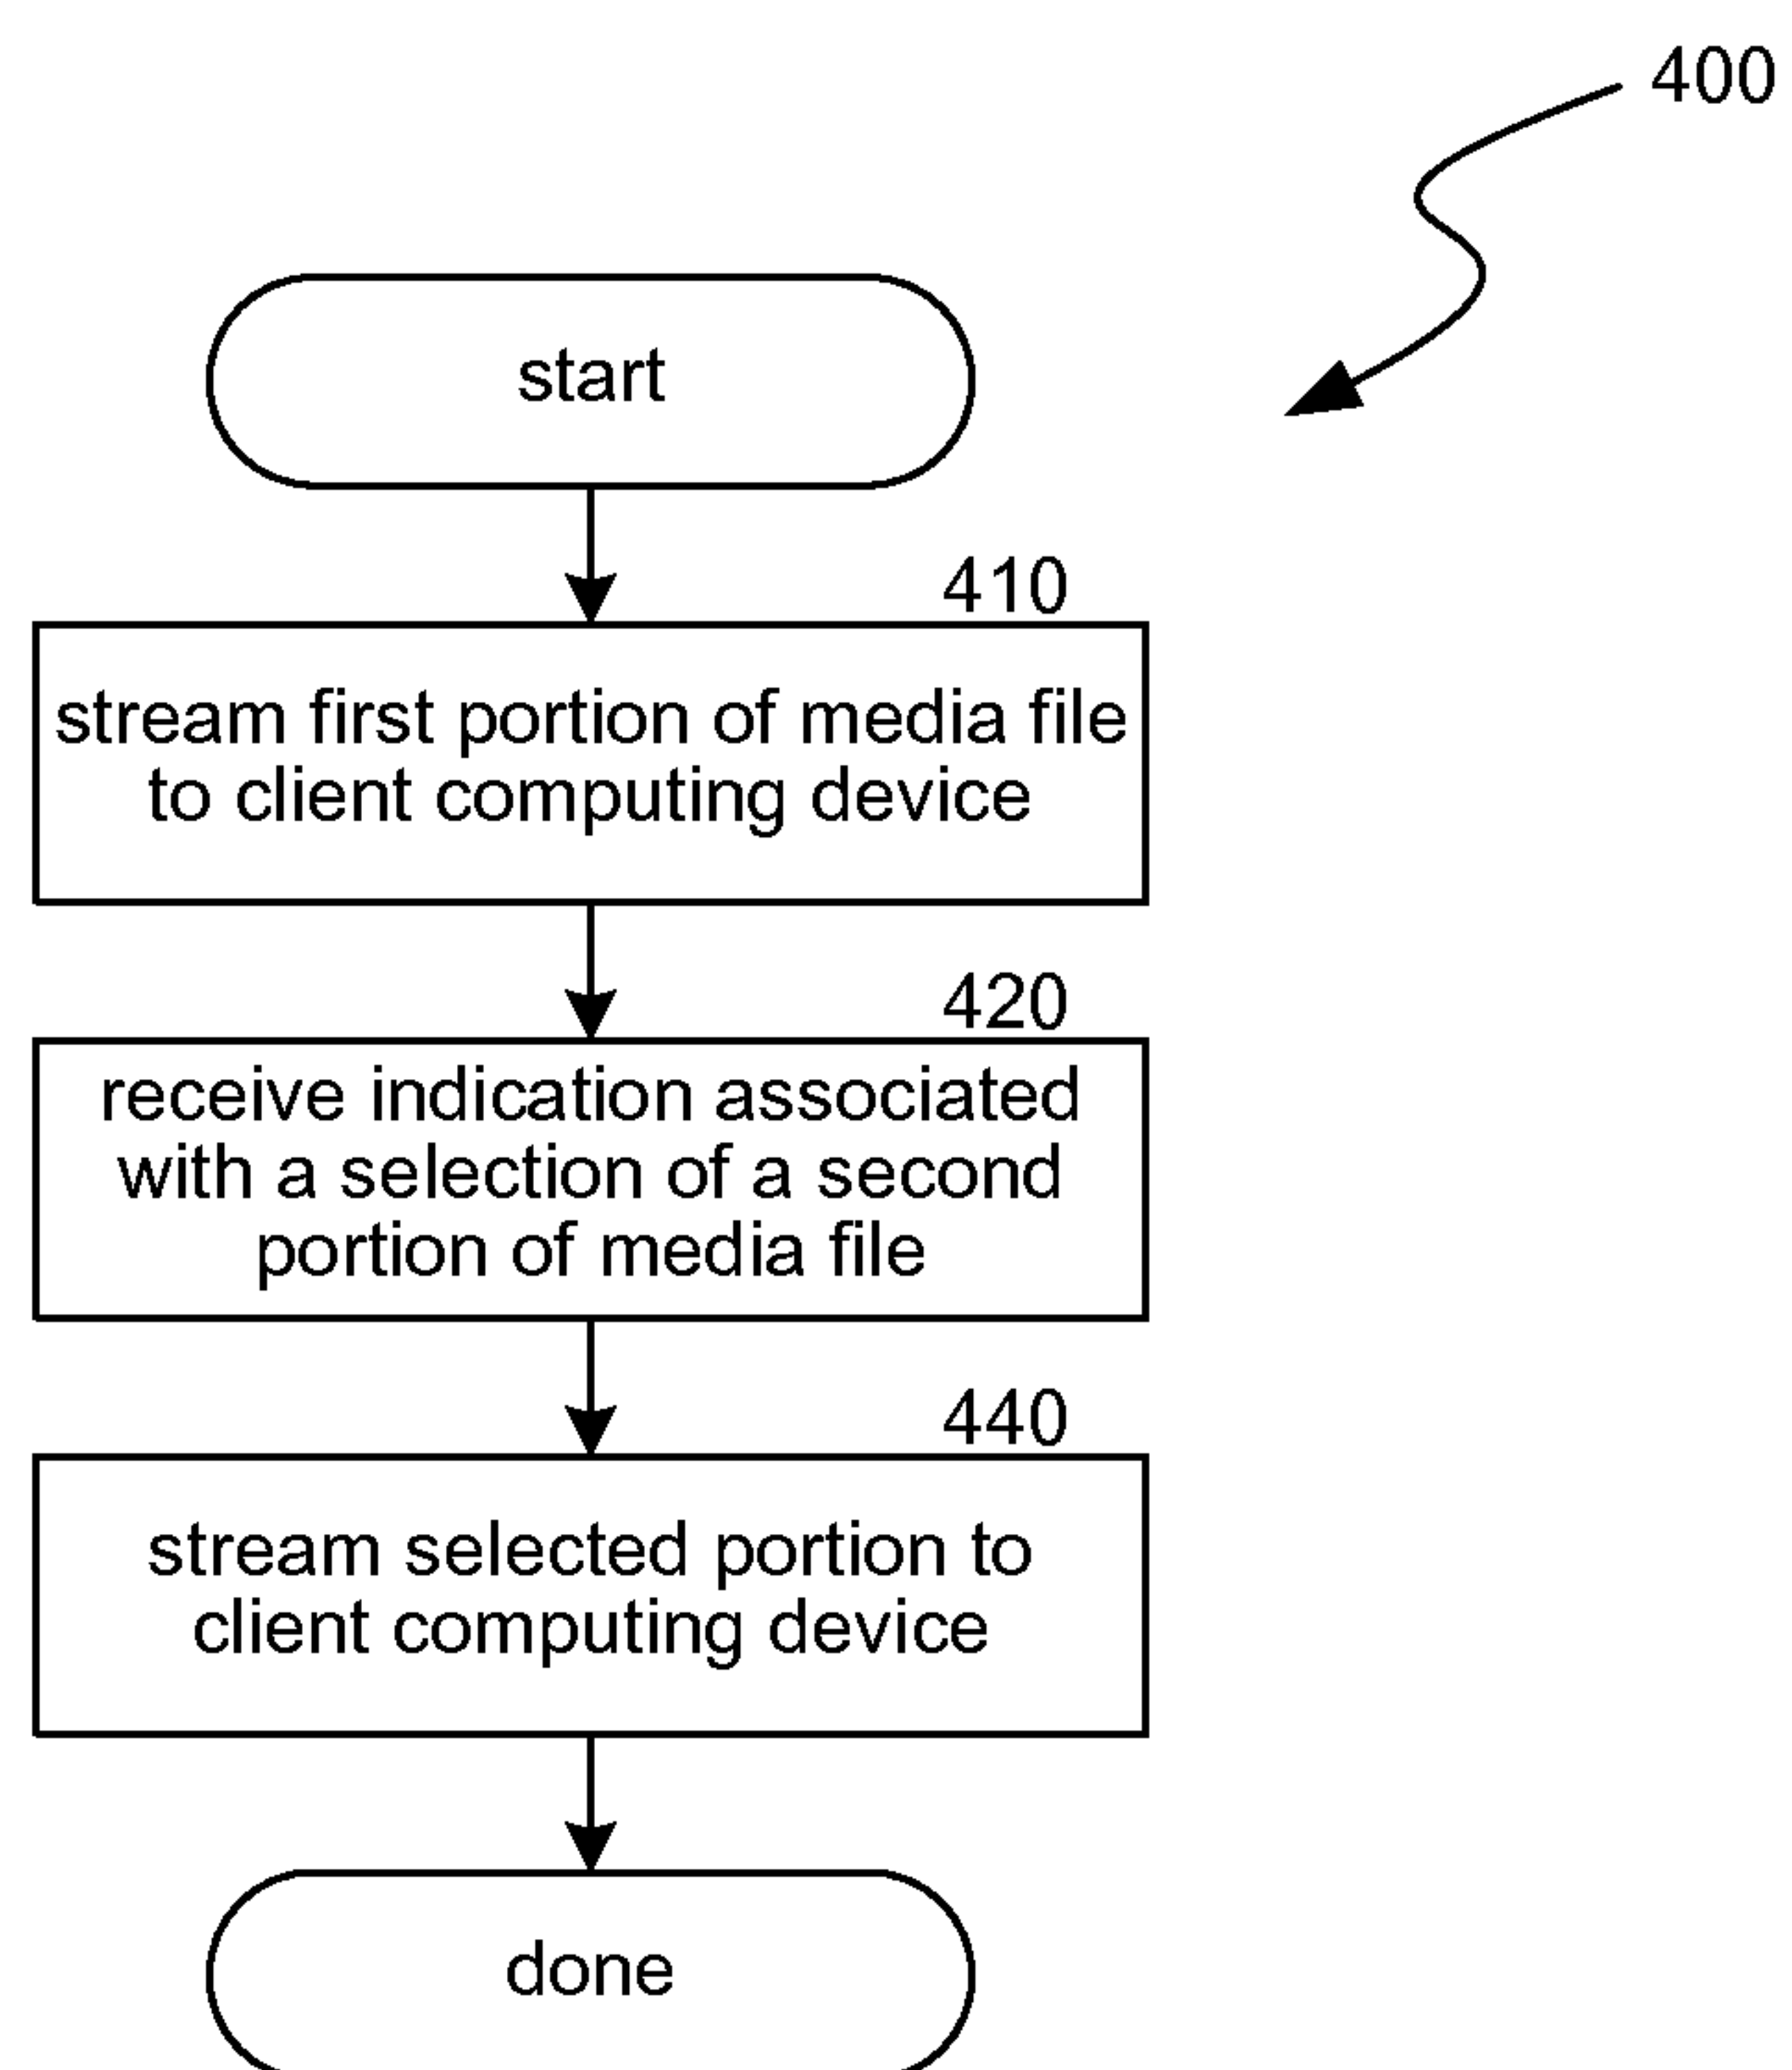 400
start
410
stream first portion of media file
to client computing device
420
receive indication associated
with a selection of a second
portion of media file
440
stream selected portion to
client computing device
done